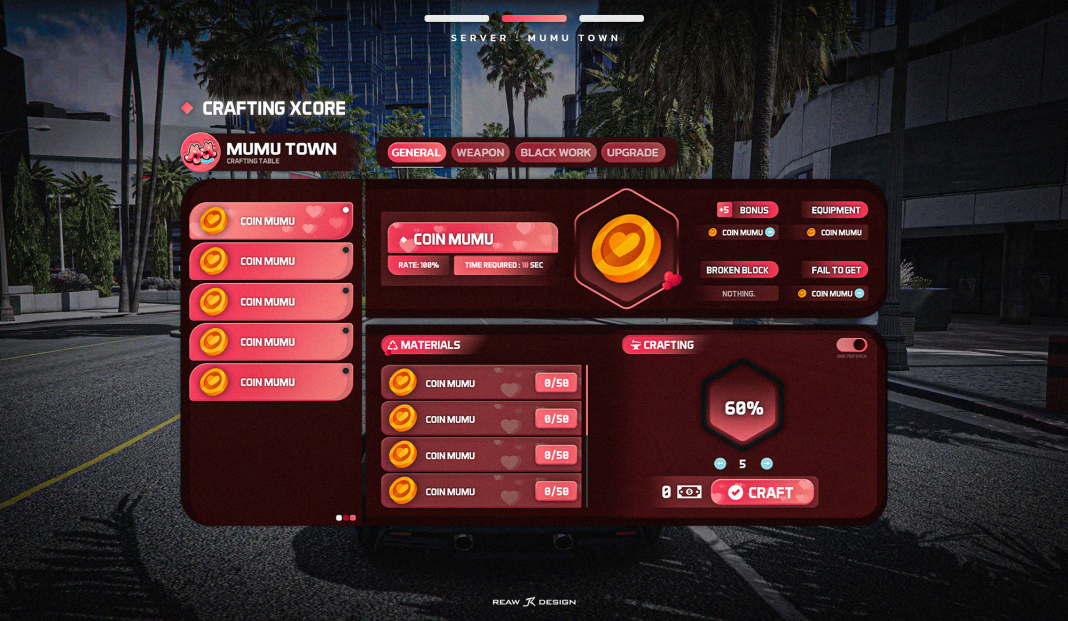 SERVER : MUMU TOWN
CRAFTING XCORE
MUMU TOWN
CRAFTING TABLE
GENERAL
WEAPON
BLACK WORK
UPGRADE
COIN MUMU
COIN MUMU
COIN MUMU
COIN MUMU
COIN MUMU
COIN MUMU
RATE: 100%
TIME REQUIRED : 10 SEC
+5 BONUS
COIN MUMU
EQUIPMENT
COIN MUMU
BROKEN BLOCK
NOTHING.
FAIL TO GET
COIN MUMU
MATERIALS
COIN MUMU 0/50
COIN MUMU 0/50
COIN MUMU 0/50
COIN MUMU 0/50
CRAFTING
60%
5
0
CRAFT
REAW JR DESIGN